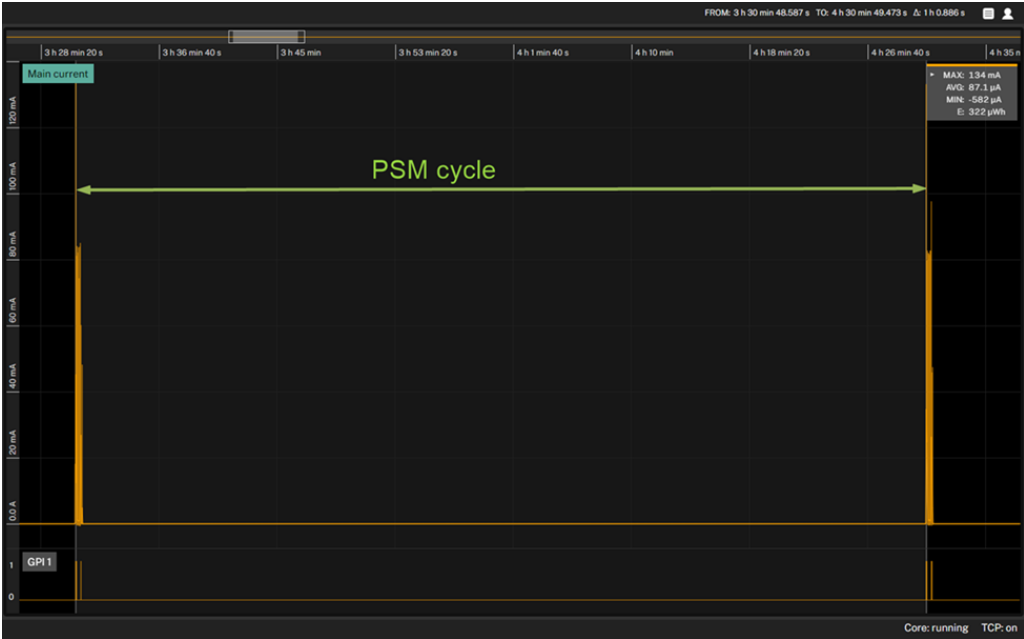 FROM: 3 h 30 min 48.587 s TO: 4 h 30 min 49.473 s Δ: 1 h 0.886 s
3 h 28 min 20 s 3 h 36 min 40 s 3 h 45 min 3 h 53 min 20 s 4 h 1 min 40 s 4 h 10 min 4 h 18 min 20 s 4 h 26 min 40 s 4 h 35 m
Main current
MAX: 134 mA
AVG: 87.1 µA
MIN: -582 µA
E: 322 µWh
120 mA
PSM cycle
100 mA
80 mA
60 mA
40 mA
20 mA
0.0 A
GPI 1
1
0
Core: running TCP: on